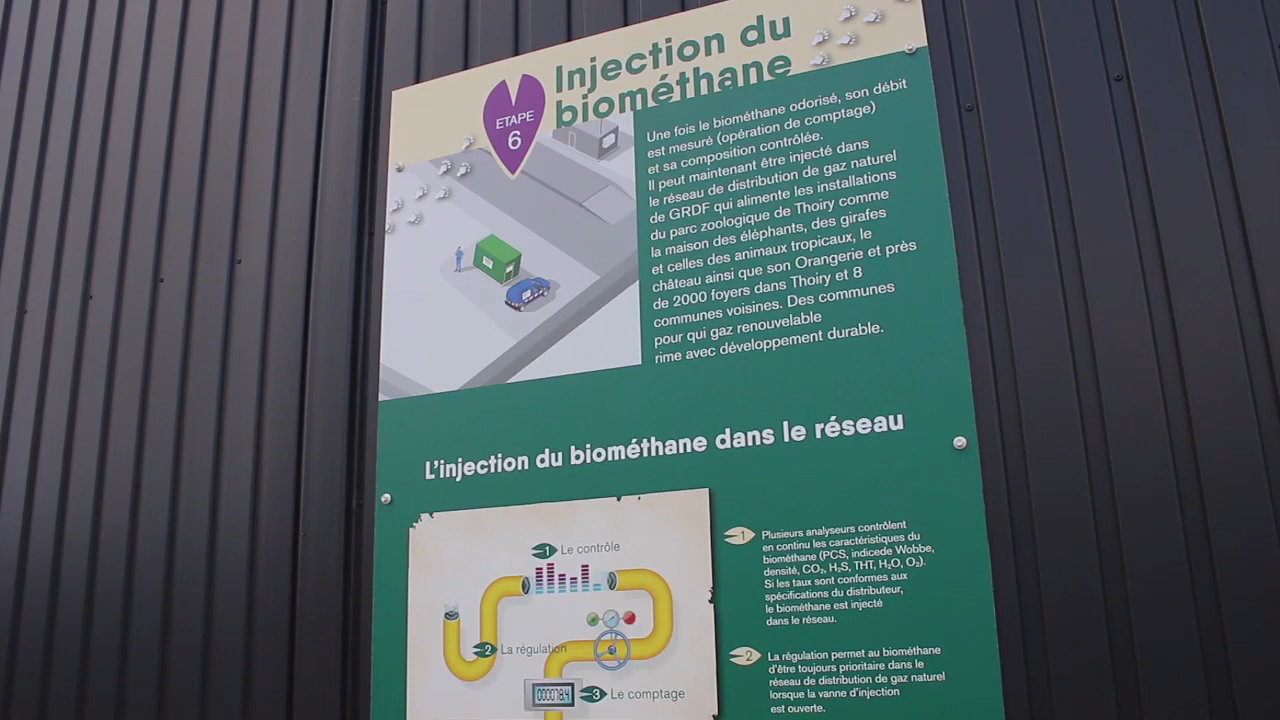 Injection du
biométhane
ETAPE
6
Une fois le biométhane odorisé, son débit
est mesuré (opération de comptage)
et sa composition contrôlée.
Il peut maintenant être injecté dans
le réseau de distribution de gaz naturel
de GRDF qui alimente les installations
du parc zoologique de Thoiry comme
la maison des éléphants, des girafes
et celles des animaux tropicaux, le
château ainsi que son Orangerie et près
de 2000 foyers dans Thoiry et 8
communes voisines. Des communes
pour qui gaz renouvelable
rime avec développement durable.
L'injection du biométhane dans le réseau
1 Le contrôle
2 La régulation
000078.4
3 Le comptage
1 Plusieurs analyseurs contrôlent
en continu les caractéristiques du
biométhane (PCS, indicede Wobbe,
densité, CO₂, H₂S, THT, H₂O, O₂).
Si les taux sont conformes aux
spécifications du distributeur,
le biométhane est injecté
dans le réseau.
2 La régulation permet au biométhane
d'être toujours prioritaire dans le
réseau de distribution de gaz naturel
lorsque la vanne d'injection
est ouverte.